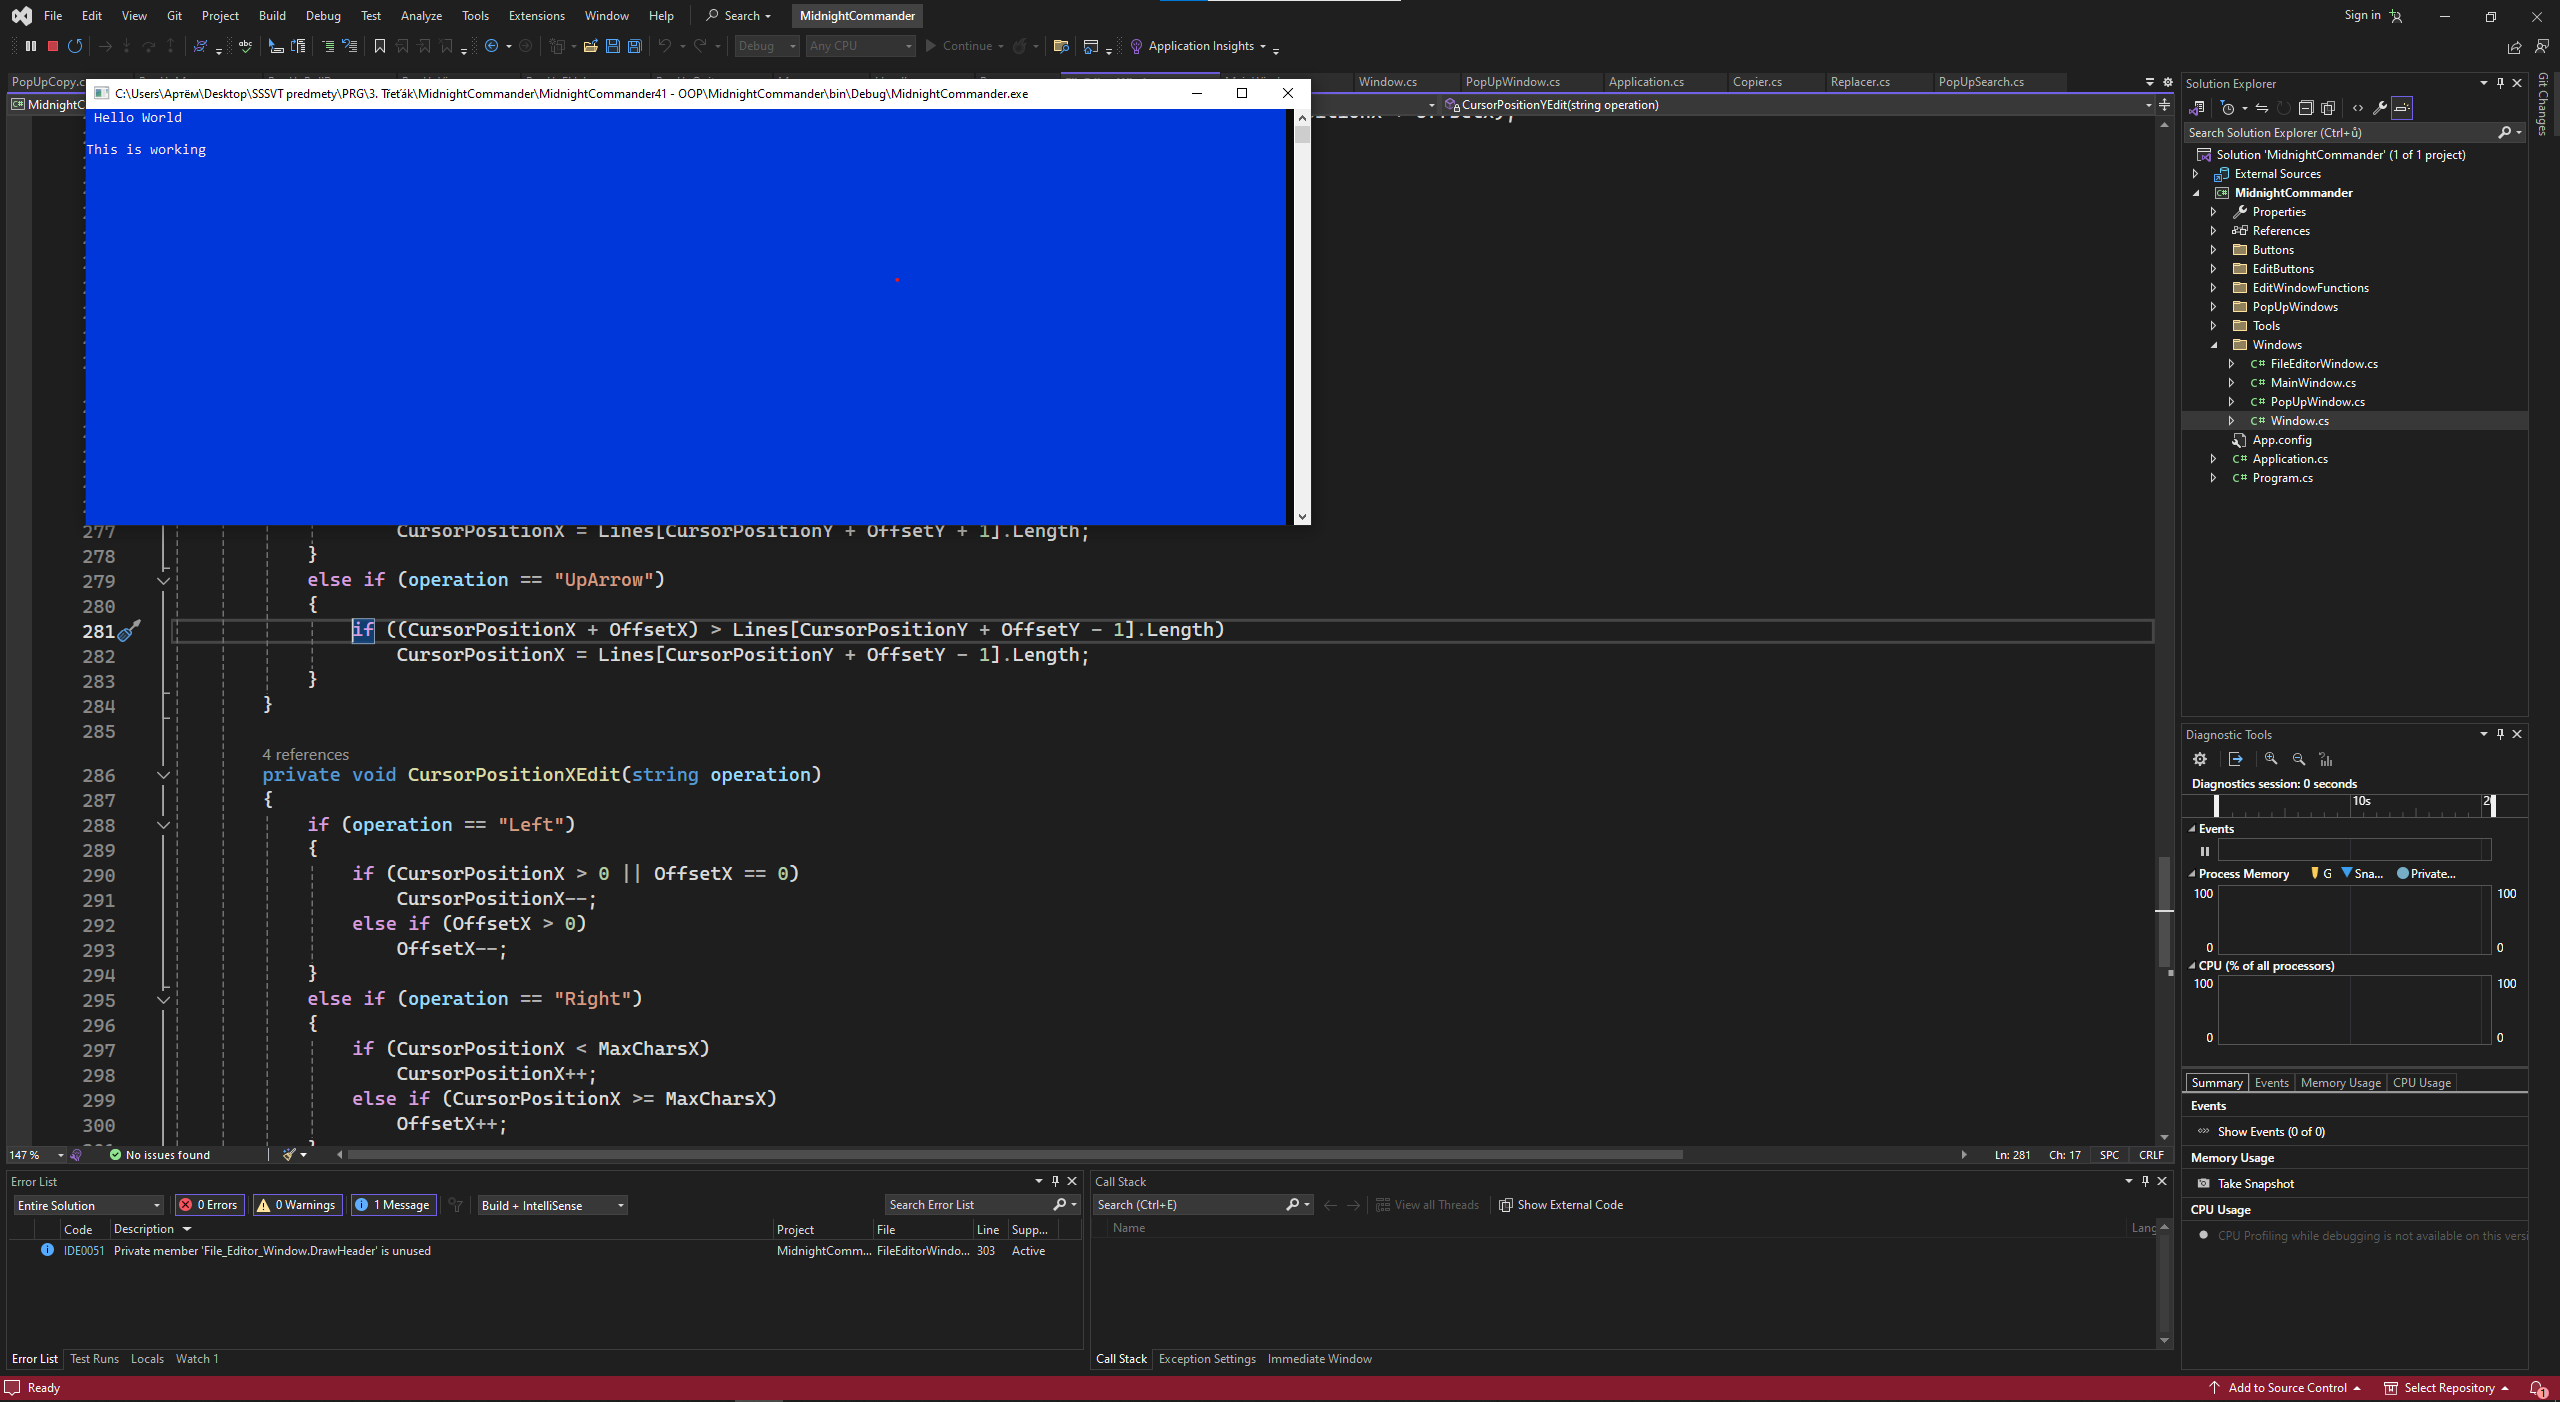 File Edit View Git Project Build Debug Test Analyze Tools Extensions Window Help Search MidnightCommander Sign in
Debug Any CPU Continue Application Insights
PopUpCopy.c Window.cs PopUpWindow.cs Application.cs Copier.cs Replacer.cs PopUpSearch.cs
C:\Users\Артём\Desktop\SSSVT predmety\PRG\3. Třeťák\MidnightCommander\MidnightCommander41 - OOP\MidnightCommander\bin\Debug\MidnightCommander.exe
MidnightC CursorPositionYEdit(string operation)
Hello World
This is working
277 CursorPositionX = Lines[CursorPositionY + OffsetY + 1].Length;
278 }
279 else if (operation == "UpArrow")
280 {
281 if ((CursorPositionX + OffsetX) > Lines[CursorPositionY + OffsetY - 1].Length)
282 CursorPositionX = Lines[CursorPositionY + OffsetY - 1].Length;
283 }
284 }
285
4 references
286 private void CursorPositionXEdit(string operation)
287 {
288 if (operation == "Left")
289 {
290 if (CursorPositionX > 0 || OffsetX == 0)
291 CursorPositionX--;
292 else if (OffsetX > 0)
293 OffsetX--;
294 }
295 else if (operation == "Right")
296 {
297 if (CursorPositionX < MaxCharsX)
298 CursorPositionX++;
299 else if (CursorPositionX >= MaxCharsX)
300 OffsetX++;
147 % No issues found Ln: 281 Ch: 17 SPC CRLF
Error List
Entire Solution 0 Errors 0 Warnings 1 Message Build + IntelliSense Search Error List
Code Description Project File Line Supp...
IDE0051 Private member 'File_Editor_Window.DrawHeader' is unused MidnightComm... FileEditorWindo... 303 Active
Error List Test Runs Locals Watch 1
Call Stack
Search (Ctrl+E) View all Threads Show External Code
Name Lang
Call Stack Exception Settings Immediate Window
Solution Explorer
Search Solution Explorer (Ctrl+ů)
Solution 'MidnightCommander' (1 of 1 project)
External Sources
MidnightCommander
Properties
References
Buttons
EditButtons
EditWindowFunctions
PopUpWindows
Tools
Windows
C# FileEditorWindow.cs
C# MainWindow.cs
C# PopUpWindow.cs
C# Window.cs
App.config
C# Application.cs
C# Program.cs
Git Changes
Diagnostic Tools
Diagnostics session: 0 seconds
10s 2
Events
Process Memory G Sna... Private...
100 100
0 0
CPU (% of all processors)
100 100
0 0
Summary Events Memory Usage CPU Usage
Events
Show Events (0 of 0)
Memory Usage
Take Snapshot
CPU Usage
CPU Profiling while debugging is not available on this versi
Ready Add to Source Control Select Repository 1